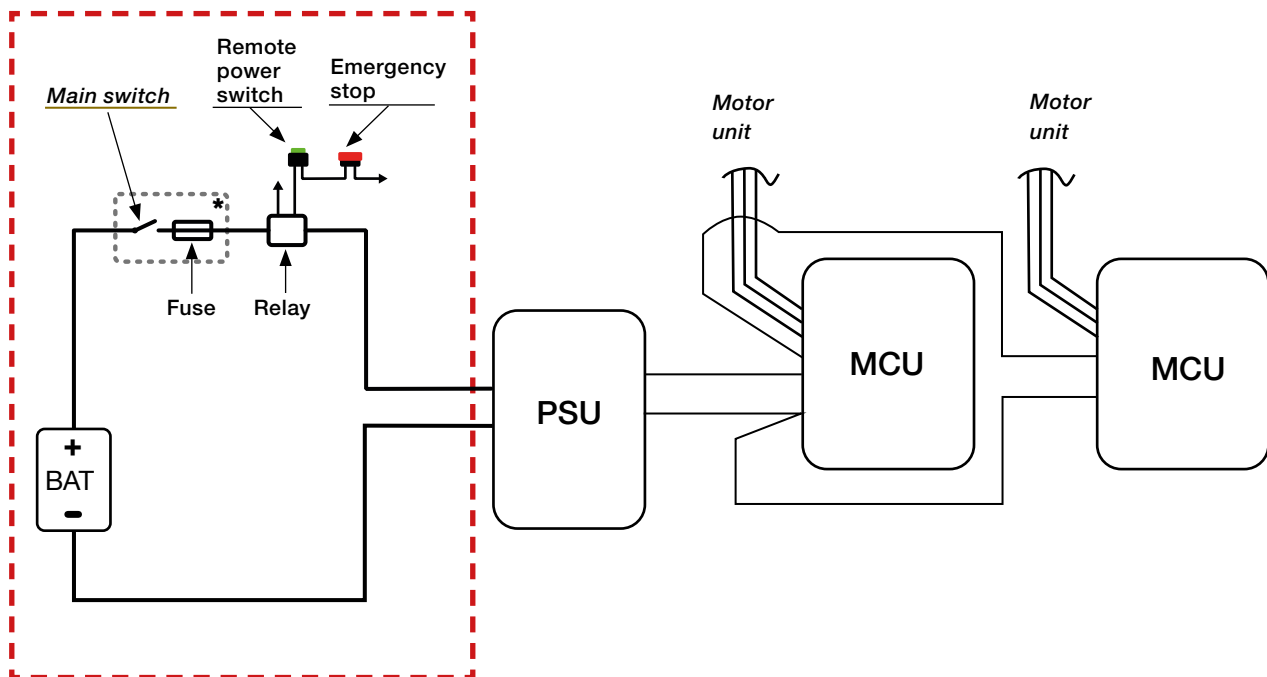 Remote
power
switch
Emergency
stop
Main switch
Motor
unit
Motor
unit
*
Fuse
Relay
MCU
MCU
PSU
+
BAT
-